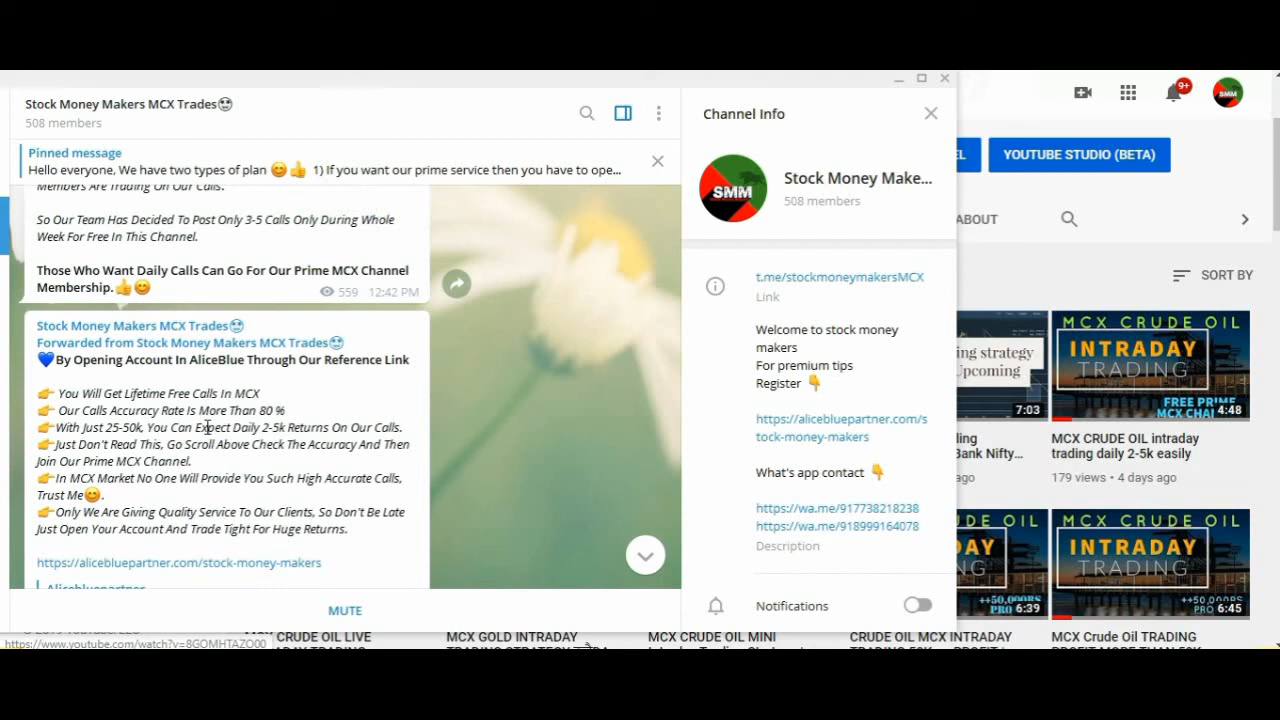 Stock Money Makers MCX Trades
508 members
Pinned message
Hello everyone, We have two types of plan 😊👍 1) If you want our prime service then you have to ope...
Members Are Trading On Our Calls.
So Our Team Has Decided To Post Only 3-5 Calls Only During Whole
Week For Free In This Channel.
Those Who Want Daily Calls Can Go For Our Prime MCX Channel
Membership.👍😊
559 12:42 PM
Stock Money Makers MCX Trades
Forwarded from Stock Money Makers MCX Trades
💙By Opening Account In AliceBlue Through Our Reference Link
👉 You Will Get Lifetime Free Calls In MCX
👉 Our Calls Accuracy Rate Is More Than 80 %
👉With Just 25-50k, You Can Expect Daily 2-5k Returns On Our Calls.
👉Just Don't Read This, Go Scroll Above Check The Accuracy And Then
Join Our Prime MCX Channel.
👉In MCX Market No One Will Provide You Such High Accurate Calls,
Trust Me😊.
👉Only We Are Giving Quality Service To Our Clients, So Don't Be Late
Just Open Your Account And Trade Tight For Huge Returns.
https://alicebluepartner.com/stock-money-makers
Alicebluepartner
MUTE
https://www.youtube.com/watch?v=8GOMHTAZO00
Channel Info
SMM
Stock Money Make...
508 members
t.me/stockmoneymakersMCX
Link
Welcome to stock money
makers
For premium tips
Register 👇
https://alicebluepartner.com/s
tock-money-makers
What's app contact 👇
https://wa.me/917738218238
https://wa.me/918999164078
Description
Notifications
9+
SMM
EL
YOUTUBE STUDIO (BETA)
ABOUT
SORT BY
ing strategy
Upcoming
7:03
MCX CRUDE OIL
INTRADAY
TRADING
FREE PRIME
MCX CHA
4:48
ding
Bank Nifty...
ago
MCX CRUDE OIL intraday
trading daily 2-5k easily
179 views • 4 days ago
E OIL
DAY
ING
++50,000RS
PRO
6:39
MCX CRUDE OIL
INTRADAY
TRADING
++50,000RS
PRO
6:45
MCX CRUDE OIL LIVE
MCX GOLD INTRADAY
MCX CRUDE OIL MINI
CRUDE OIL MCX INTRADAY
MCX Crude Oil TRADING